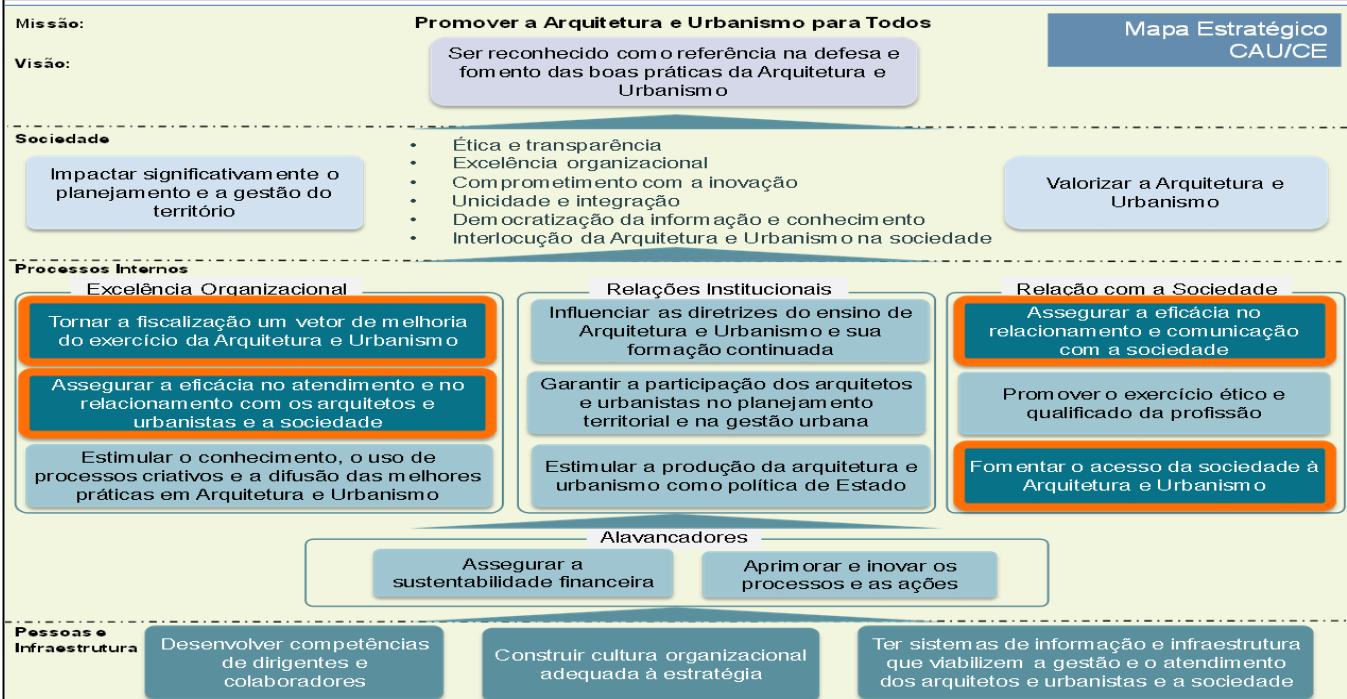 Missão:
Promover a Arquitetura e Urbanismo para Todos
Mapa Estratégico
CAU/CE
Visão:
Ser reconhecido como referência na defesa e
fomento das boas práticas da Arquitetura e
Urbanismo
Sociedade
Impactar significativamente o
planejamento e a gestão do
território
• Ética e transparência
• Excelência organizacional
• Comprometimento com a inovação
• Unicidade e integração
• Democratização da informação e conhecimento
• Interlocução da Arquitetura e Urbanismo na sociedade
Valorizar a Arquitetura e
Urbanismo
Processos Internos
Excelência Organizacional
Tornar a fiscalização um vetor de melhoria
do exercício da Arquitetura e Urbanismo
Assegurar a eficácia no atendimento e no
relacionamento com os arquitetos e
urbanistas e a sociedade
Estimular o conhecimento, o uso de
processos criativos e a difusão das melhores
práticas em Arquitetura e Urbanismo
Relações Institucionais
Influenciar as diretrizes do ensino de
Arquitetura e Urbanismo e sua
formação continuada
Garantir a participação dos arquitetos
e urbanistas no planejamento
territorial e na gestão urbana
Estimular a produção da arquitetura e
urbanismo como política de Estado
Relação com a Sociedade
Assegurar a eficácia no
relacionamento e comunicação
com a sociedade
Promover o exercício ético e
qualificado da profissão
Fomentar o acesso da sociedade à
Arquitetura e Urbanismo
Alavancadores
Assegurar a
sustentabilidade financeira
Aprimorar e inovar os
processos e as ações
Pessoas e
Infraestrutura
Desenvolver competências
de dirigentes e
colaboradores
Construir cultura organizacional
adequada à estratégia
Ter sistemas de informação e infraestrutura
que viabilizem a gestão e o atendimento
dos arquitetos e urbanistas e a sociedade